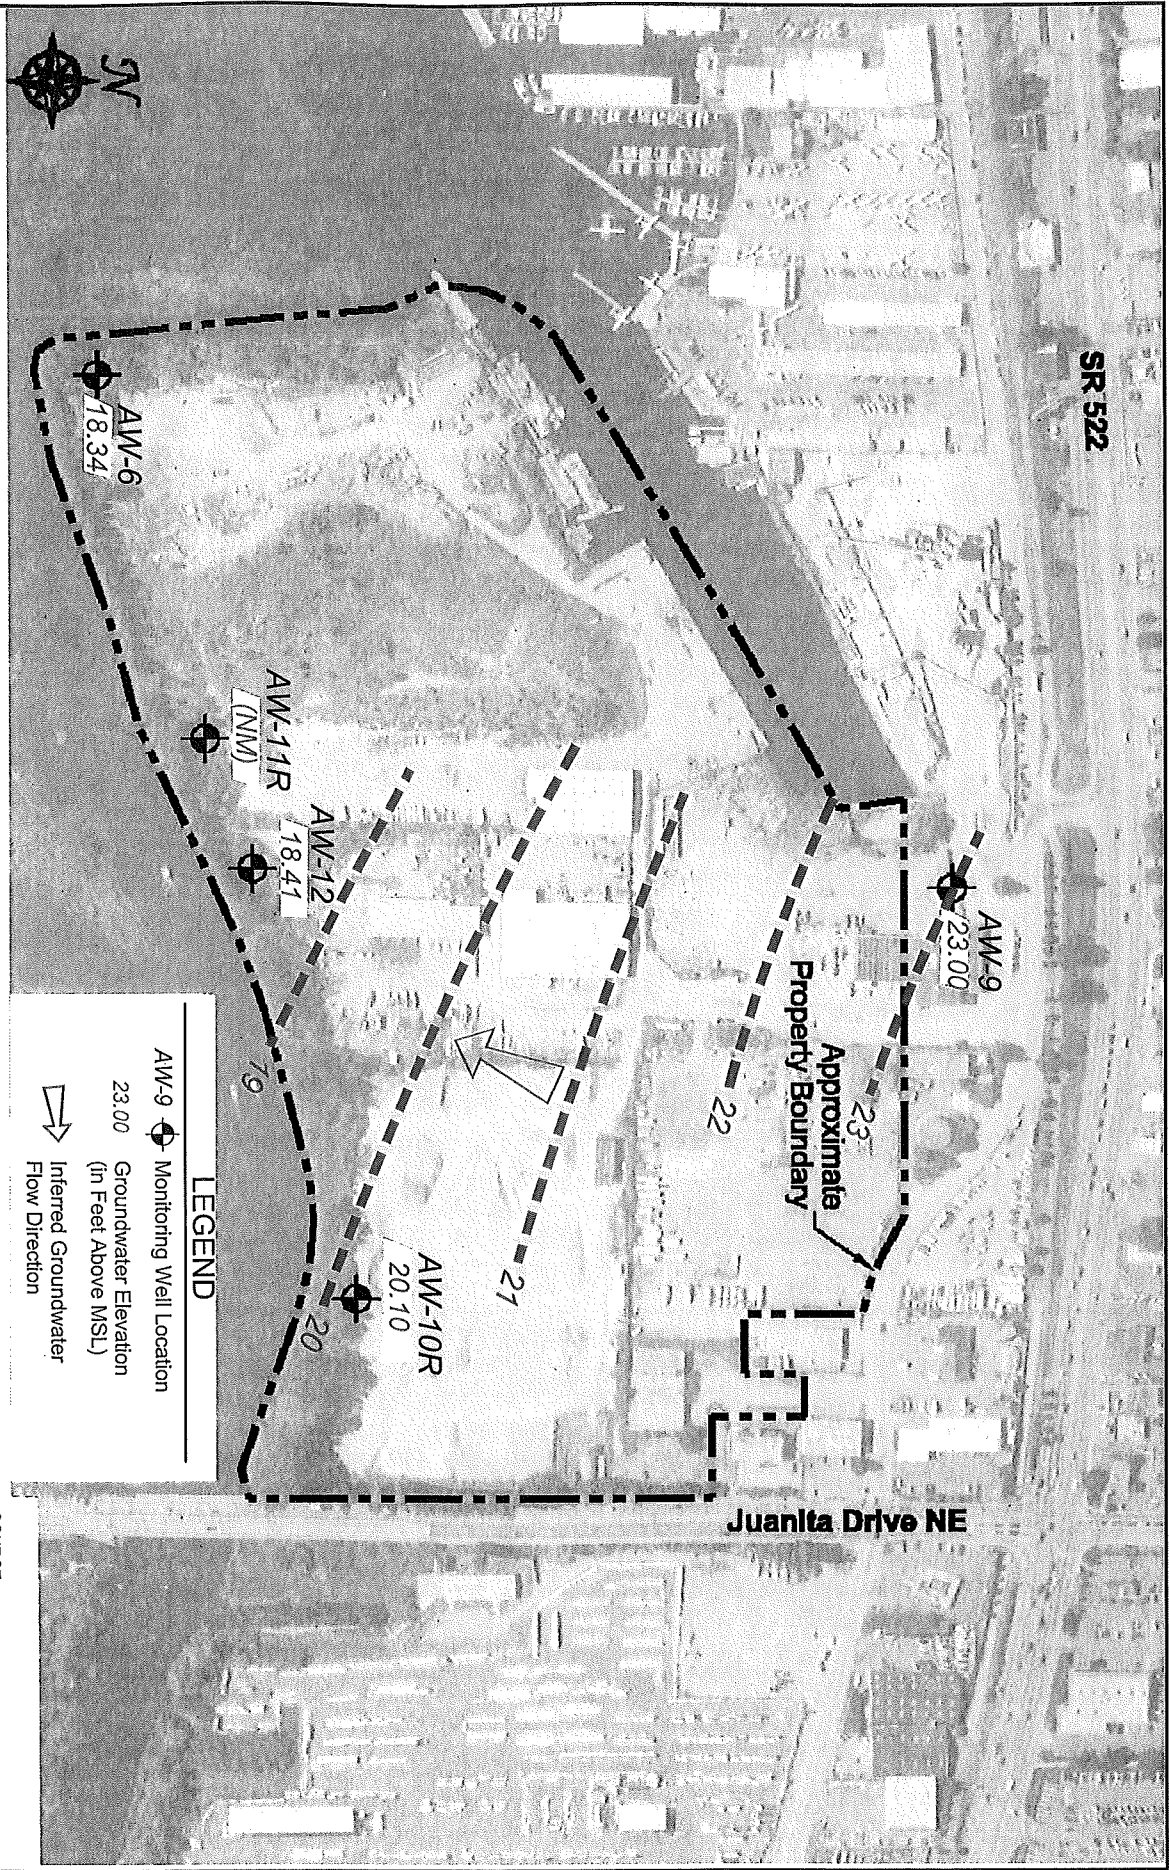 N
SR 522
AW-9
23.00
Approximate
Property Boundary
23
22
21
20
19
AW-6
18.34
AW-11R
(NM)
AW-12
18.41
AW-10R
20.10
Juanita Drive NE
LEGEND
AW-9 Monitoring Well Location
23.00 Groundwater Elevation
(in Feet Above MSL)
Inferred Groundwater
Flow Direction